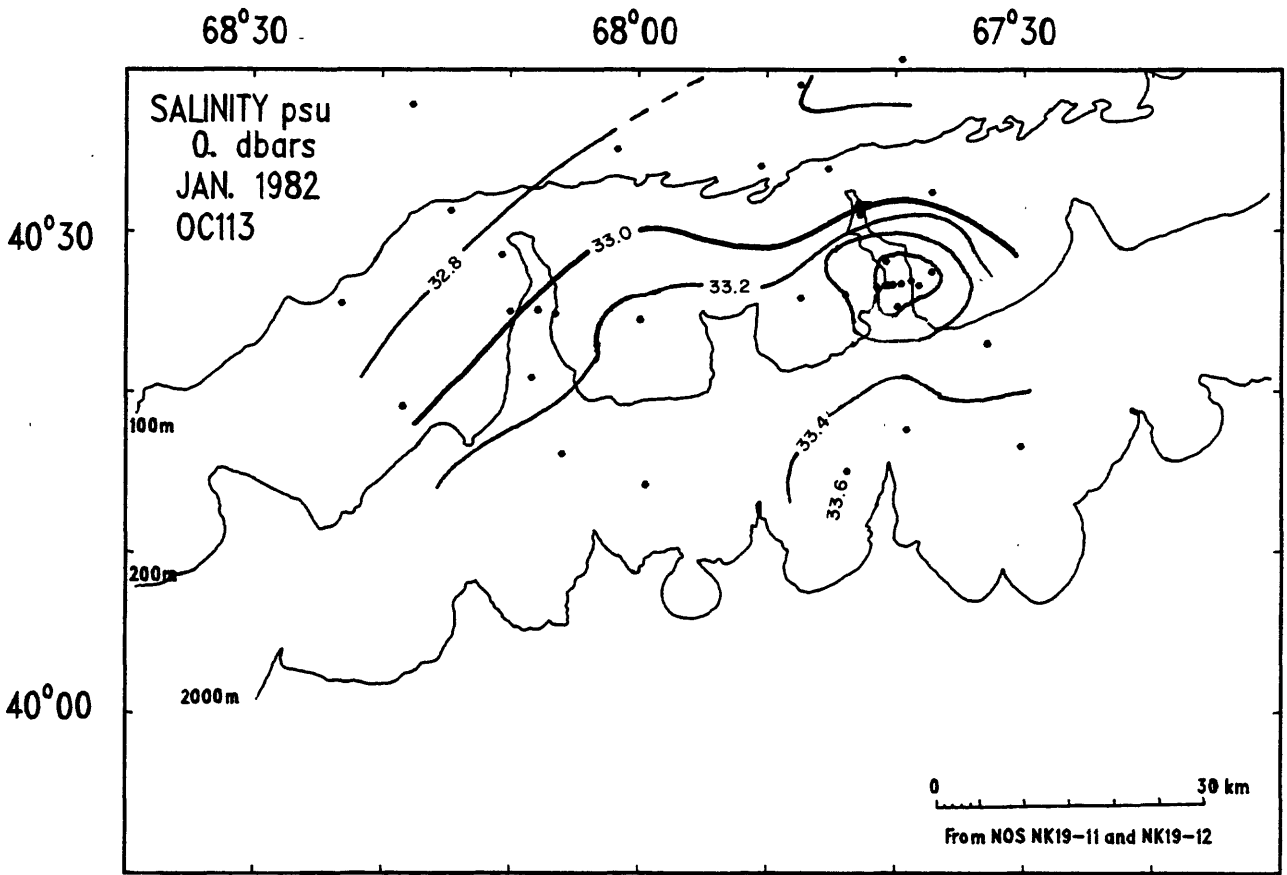 68°30
68°00
67°30
SALINITY psu
0. dbars
JAN. 1982
OC113
40°30
33.0
32.8
33.2
100m
33.4
33.6
200m
2000m
40°00
0 30 km
From NOS NK19-11 and NK19-12